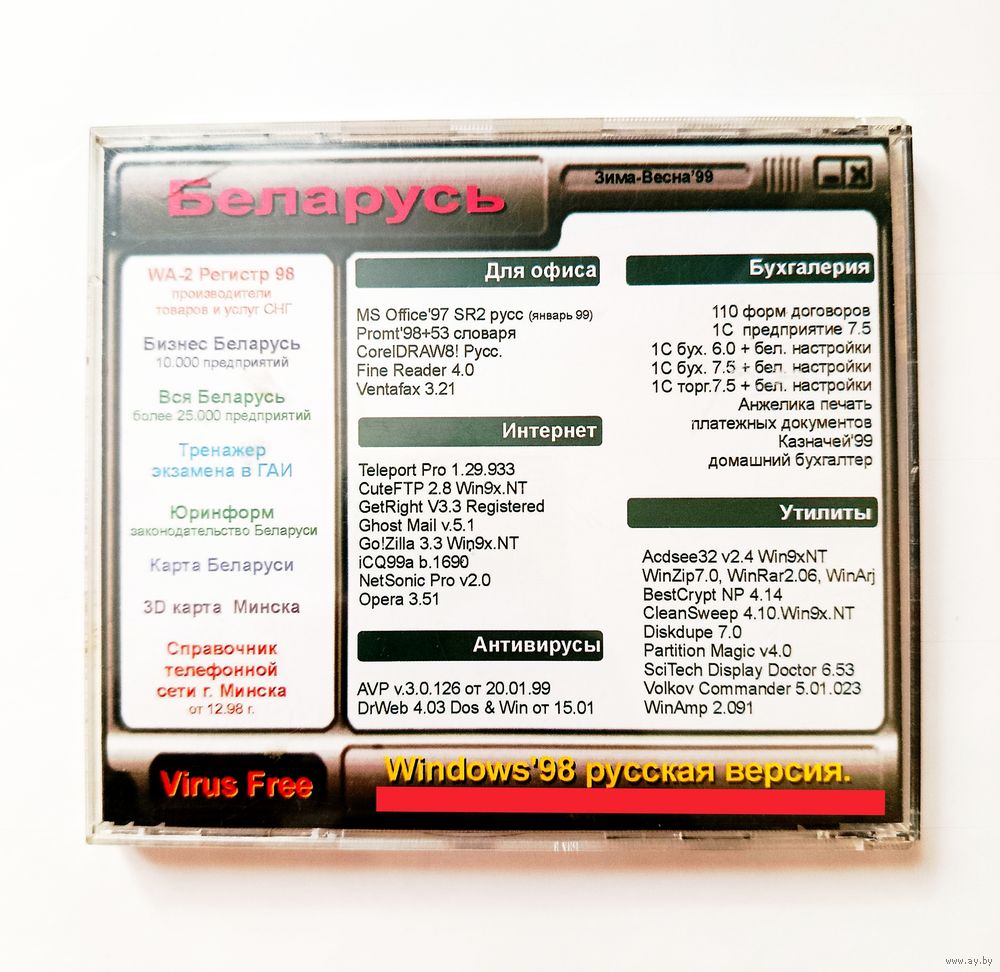 Беларусь
Зима-Весна'99
WA-2 Регистр 98
производители
товаров и услуг СНГ
Бизнес Беларусь
10.000 предприятий
Вся Беларусь
более 25.000 предприятий
Тренажер
экзамена в ГАИ
Юринформ
законодательство Беларуси
Карта Беларуси
3D карта Минска
Справочник
телефонной
сети г. Минска
от 12.98 г.
Для офиса
MS Office'97 SR2 русс (январь 99)
Promt'98+53 словаря
CorelDRAW8! Русс.
Fine Reader 4.0
Ventafax 3.21
Интернет
Teleport Pro 1.29.933
CuteFTP 2.8 Win9x.NT
GetRight V3.3 Registered
Ghost Mail v.5.1
Go!Zilla 3.3 Win9x.NT
iCQ99a b.1690
NetSonic Pro v2.0
Opera 3.51
Антивирусы
AVP v.3.0.126 от 20.01.99
DrWeb 4.03 Dos & Win от 15.01
Бухгалерия
110 форм договоров
1C предприятие 7.5
1С бух. 6.0 + бел. настройки
1С бух. 7.5 + бел. настройки
1С торг.7.5 + бел. настройки
Анжелика печать
платежных документов
Казначей'99
домашний бухгалтер
Утилиты
Acdsee32 v2.4 Win9xNT
WinZip7.0, WinRar2.06, WinArj
BestCrypt NP 4.14
CleanSweep 4.10.Win9x.NT
Diskdupe 7.0
Partition Magic v4.0
SciTech Display Doctor 6.53
Volkov Commander 5.01.023
WinAmp 2.091
Virus Free
Windows'98 русская версия.
www.ay.by